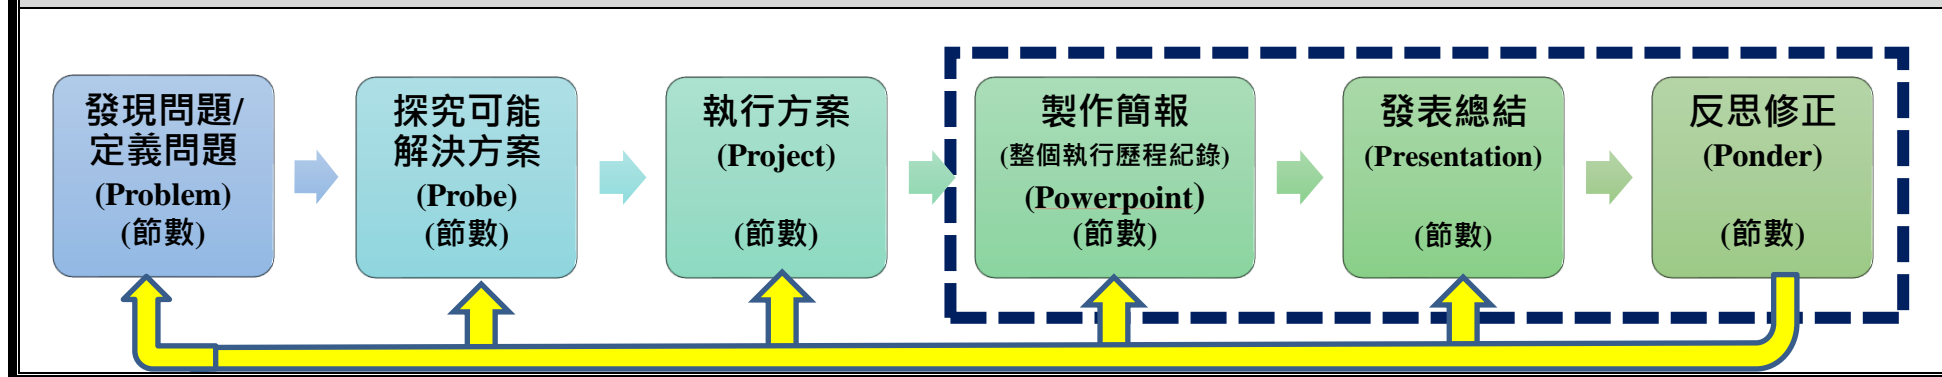 發現問題/
定義問題
(Problem)
(節數)
探究可能
解決方案
(Probe)
(節數)
執行方案
(Project)
(節數)
製作簡報
(整個執行歷程紀錄)
(Powerpoint)
(節數)
發表總結
(Presentation)
(節數)
反思修正
(Ponder)
(節數)